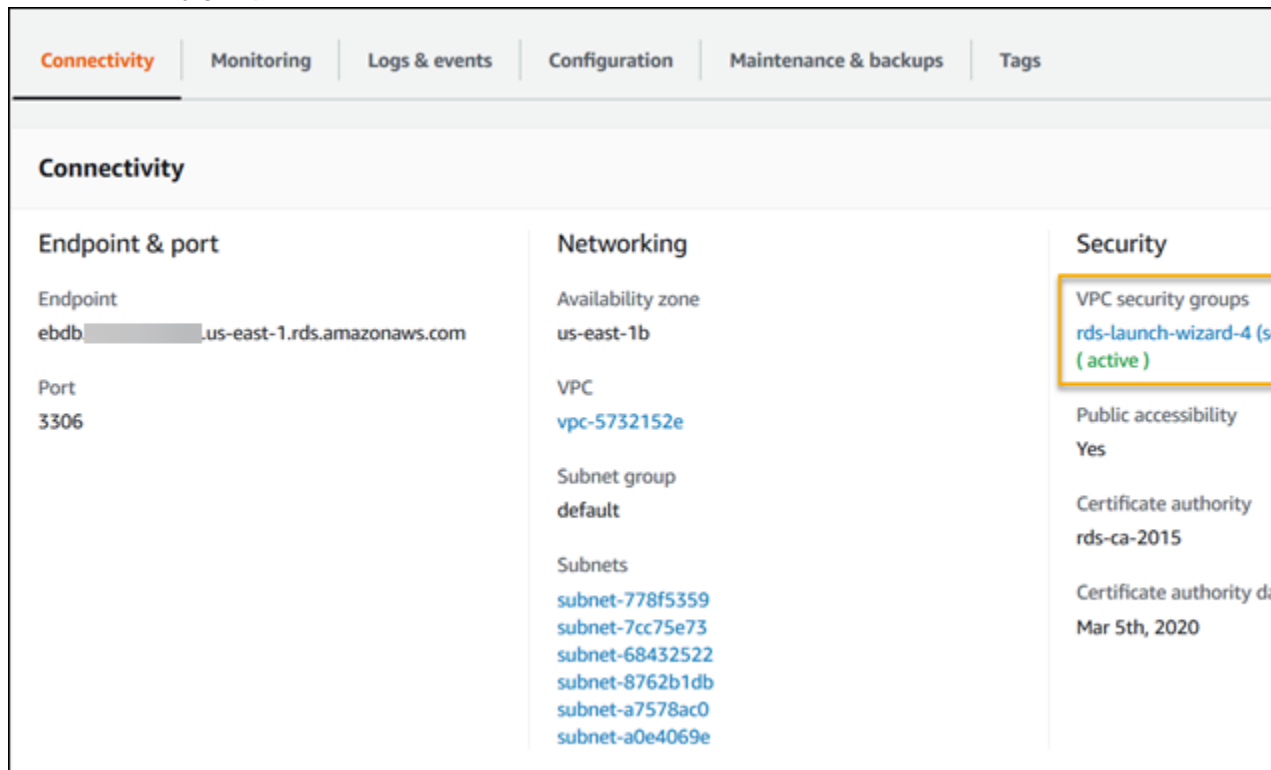 Connectivity
Monitoring
Logs & events
Configuration
Maintenance & backups
Tags
Connectivity
Endpoint & port
Endpoint
ebdb .us-east-1.rds.amazonaws.com
Port
3306
Networking
Availability zone
us-east-1b
VPC
vpc-5732152e
Subnet group
default
Subnets
subnet-778f5359
subnet-7cc75e73
subnet-68432522
subnet-8762b1db
subnet-a7578ac0
subnet-a0e4069e
Security
VPC security groups
rds-launch-wizard-4
( active )
Public accessibility
Yes
Certificate authority
rds-ca-2015
Certificate authority
Mar 5th, 2020